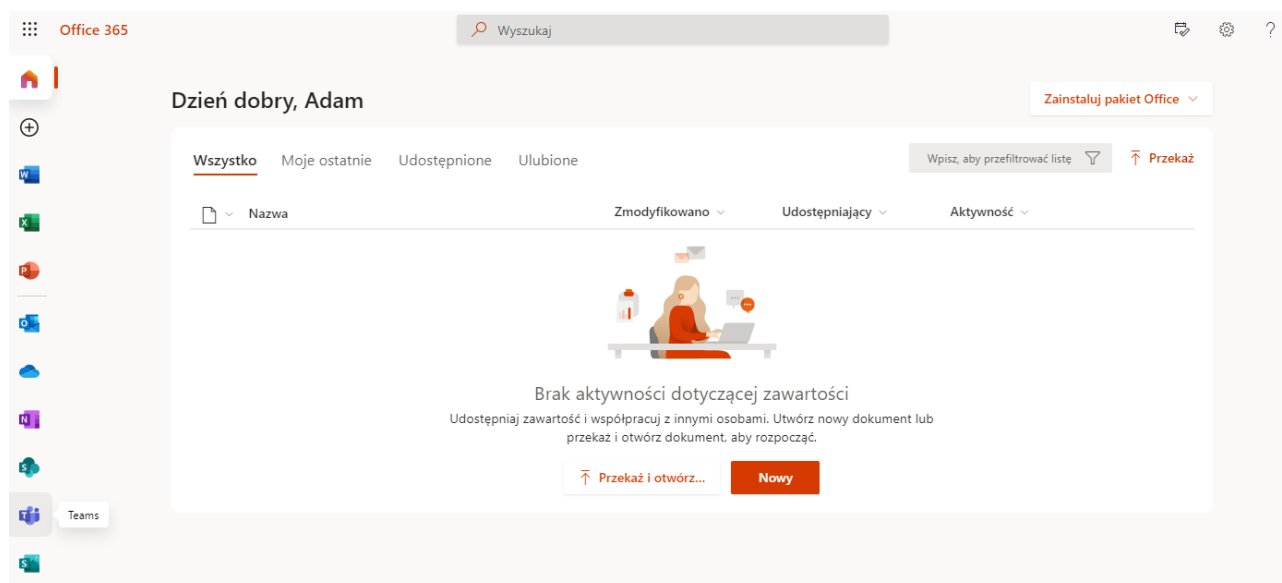 Office 365
Wyszukaj
?
Dzień dobry, Adam
Zainstaluj pakiet Office
Wszystko Moje ostatnie Udostępnione Ulubione
Wpisz, aby przefiltrować listę
Przekaż
Nazwa Zmodyfikowano Udostępniający Aktywność
Brak aktywności dotyczącej zawartości
Udostępniaj zawartość i współpracuj z innymi osobami. Utwórz nowy dokument lub
przekaż i otwórz dokument, aby rozpocząć.
Przekaż i otwórz...
Nowy
Teams